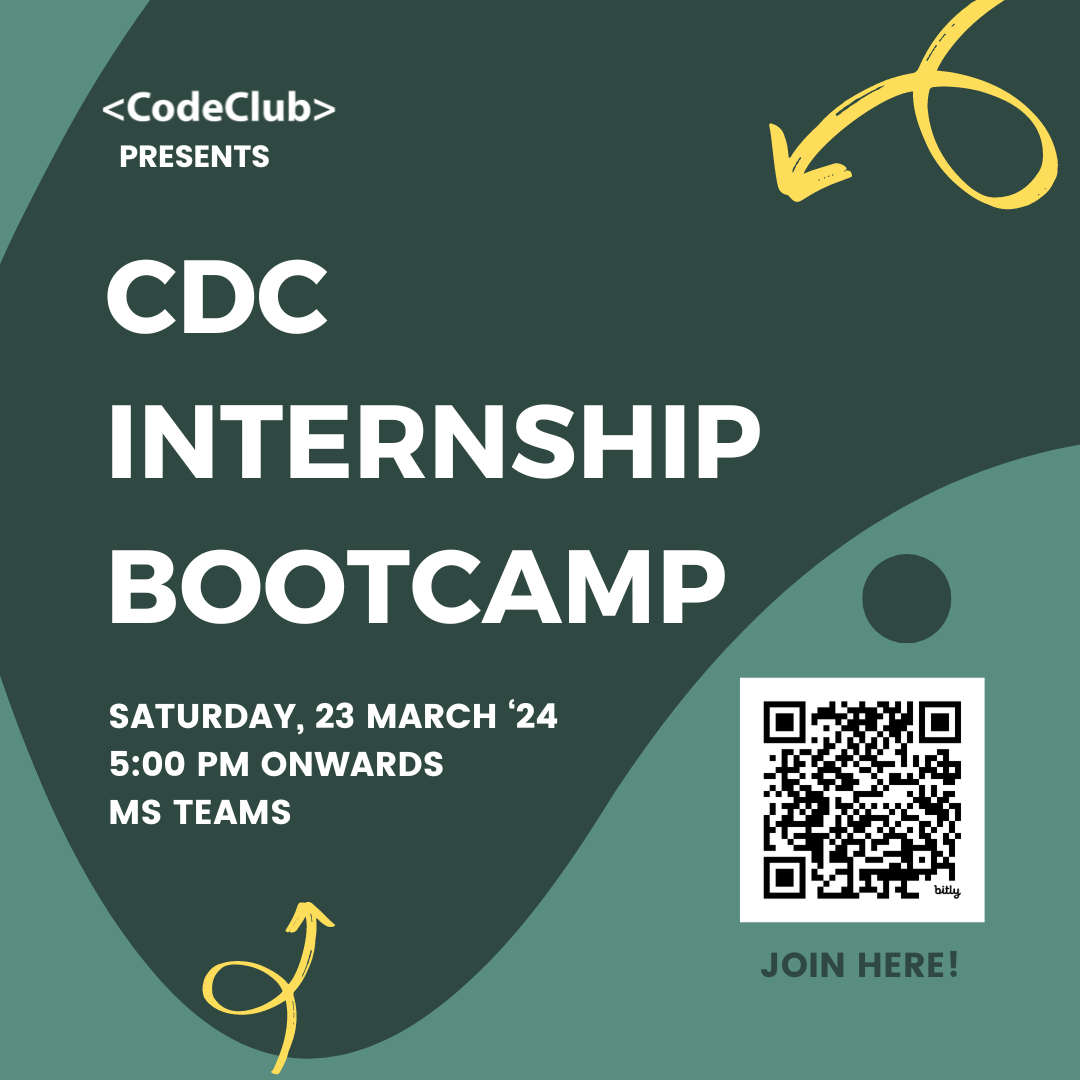 <CodeClub>
PRESENTS
CDC
INTERNSHIP
BOOTCAMP
SATURDAY, 23 MARCH ‘24
5:00 PM ONWARDS
MS TEAMS
bitly
JOIN HERE!